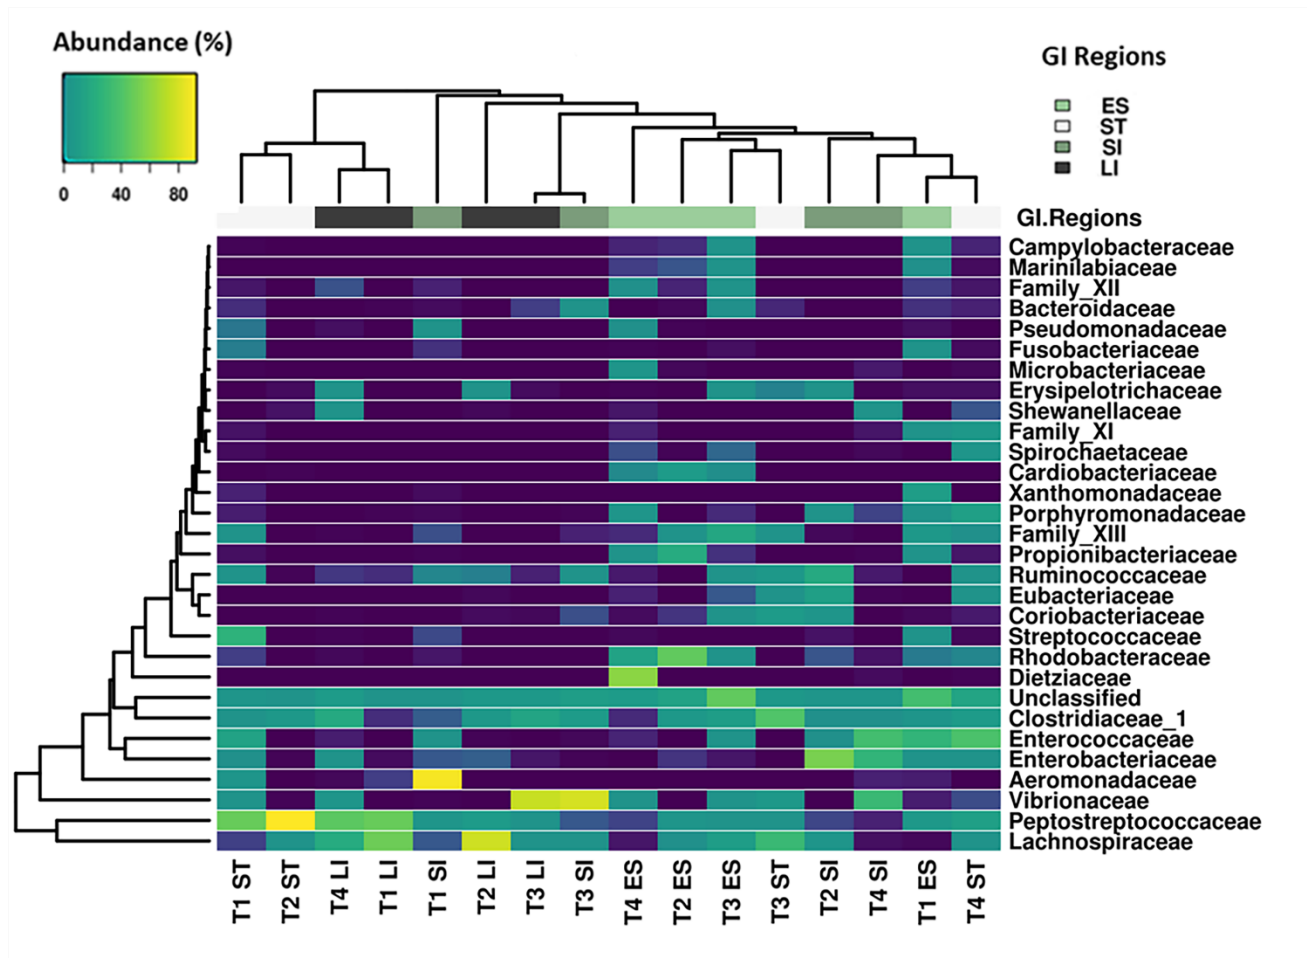 Abundance (%)
0 40 80
GI Regions
ES
ST
SI
LI
GI.Regions
Campylobacteraceae
Marinilabiaceae
Family_XII
Bacteroidaceae
Pseudomonadaceae
Fusobacteriaceae
Microbacteriaceae
Erysipelotrichaceae
Shewanellaceae
Family_XI
Spirochaetaceae
Cardiobacteriaceae
Xanthomonadaceae
Porphyromonadaceae
Family_XIII
Propionibacteriaceae
Ruminococcaceae
Eubacteriaceae
Coriobacteriaceae
Streptococcaceae
Rhodobacteraceae
Dietziaceae
Unclassified
Clostridiaceae_1
Enterococcaceae
Enterobacteriaceae
Aeromonadaceae
Vibrionaceae
Peptostreptococcaceae
Lachnospiraceae
T1 ST
T2 ST
T4 LI
T1 LI
T1 SI
T2 LI
T3 LI
T3 SI
T4 ES
T2 ES
T3 ES
T3 ST
T2 SI
T4 SI
T1 ES
T4 ST